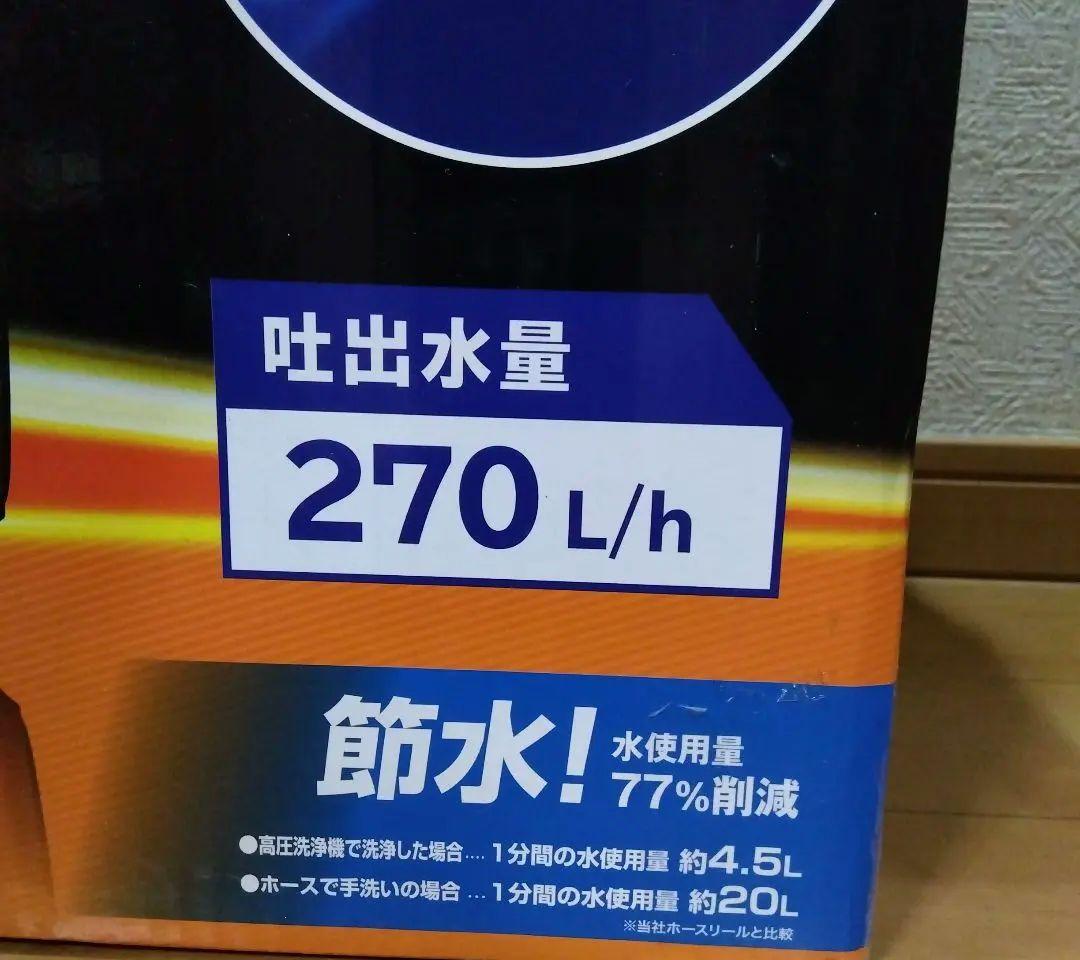 吐出水量
270 L/h
節水! 水使用量
77%削減
●高圧洗浄機で洗浄した場合....1分間の水使用量 約4.5L
●ホースで手洗いの場合...1分間の水使用量 約20L
※当社ホースリールと比較